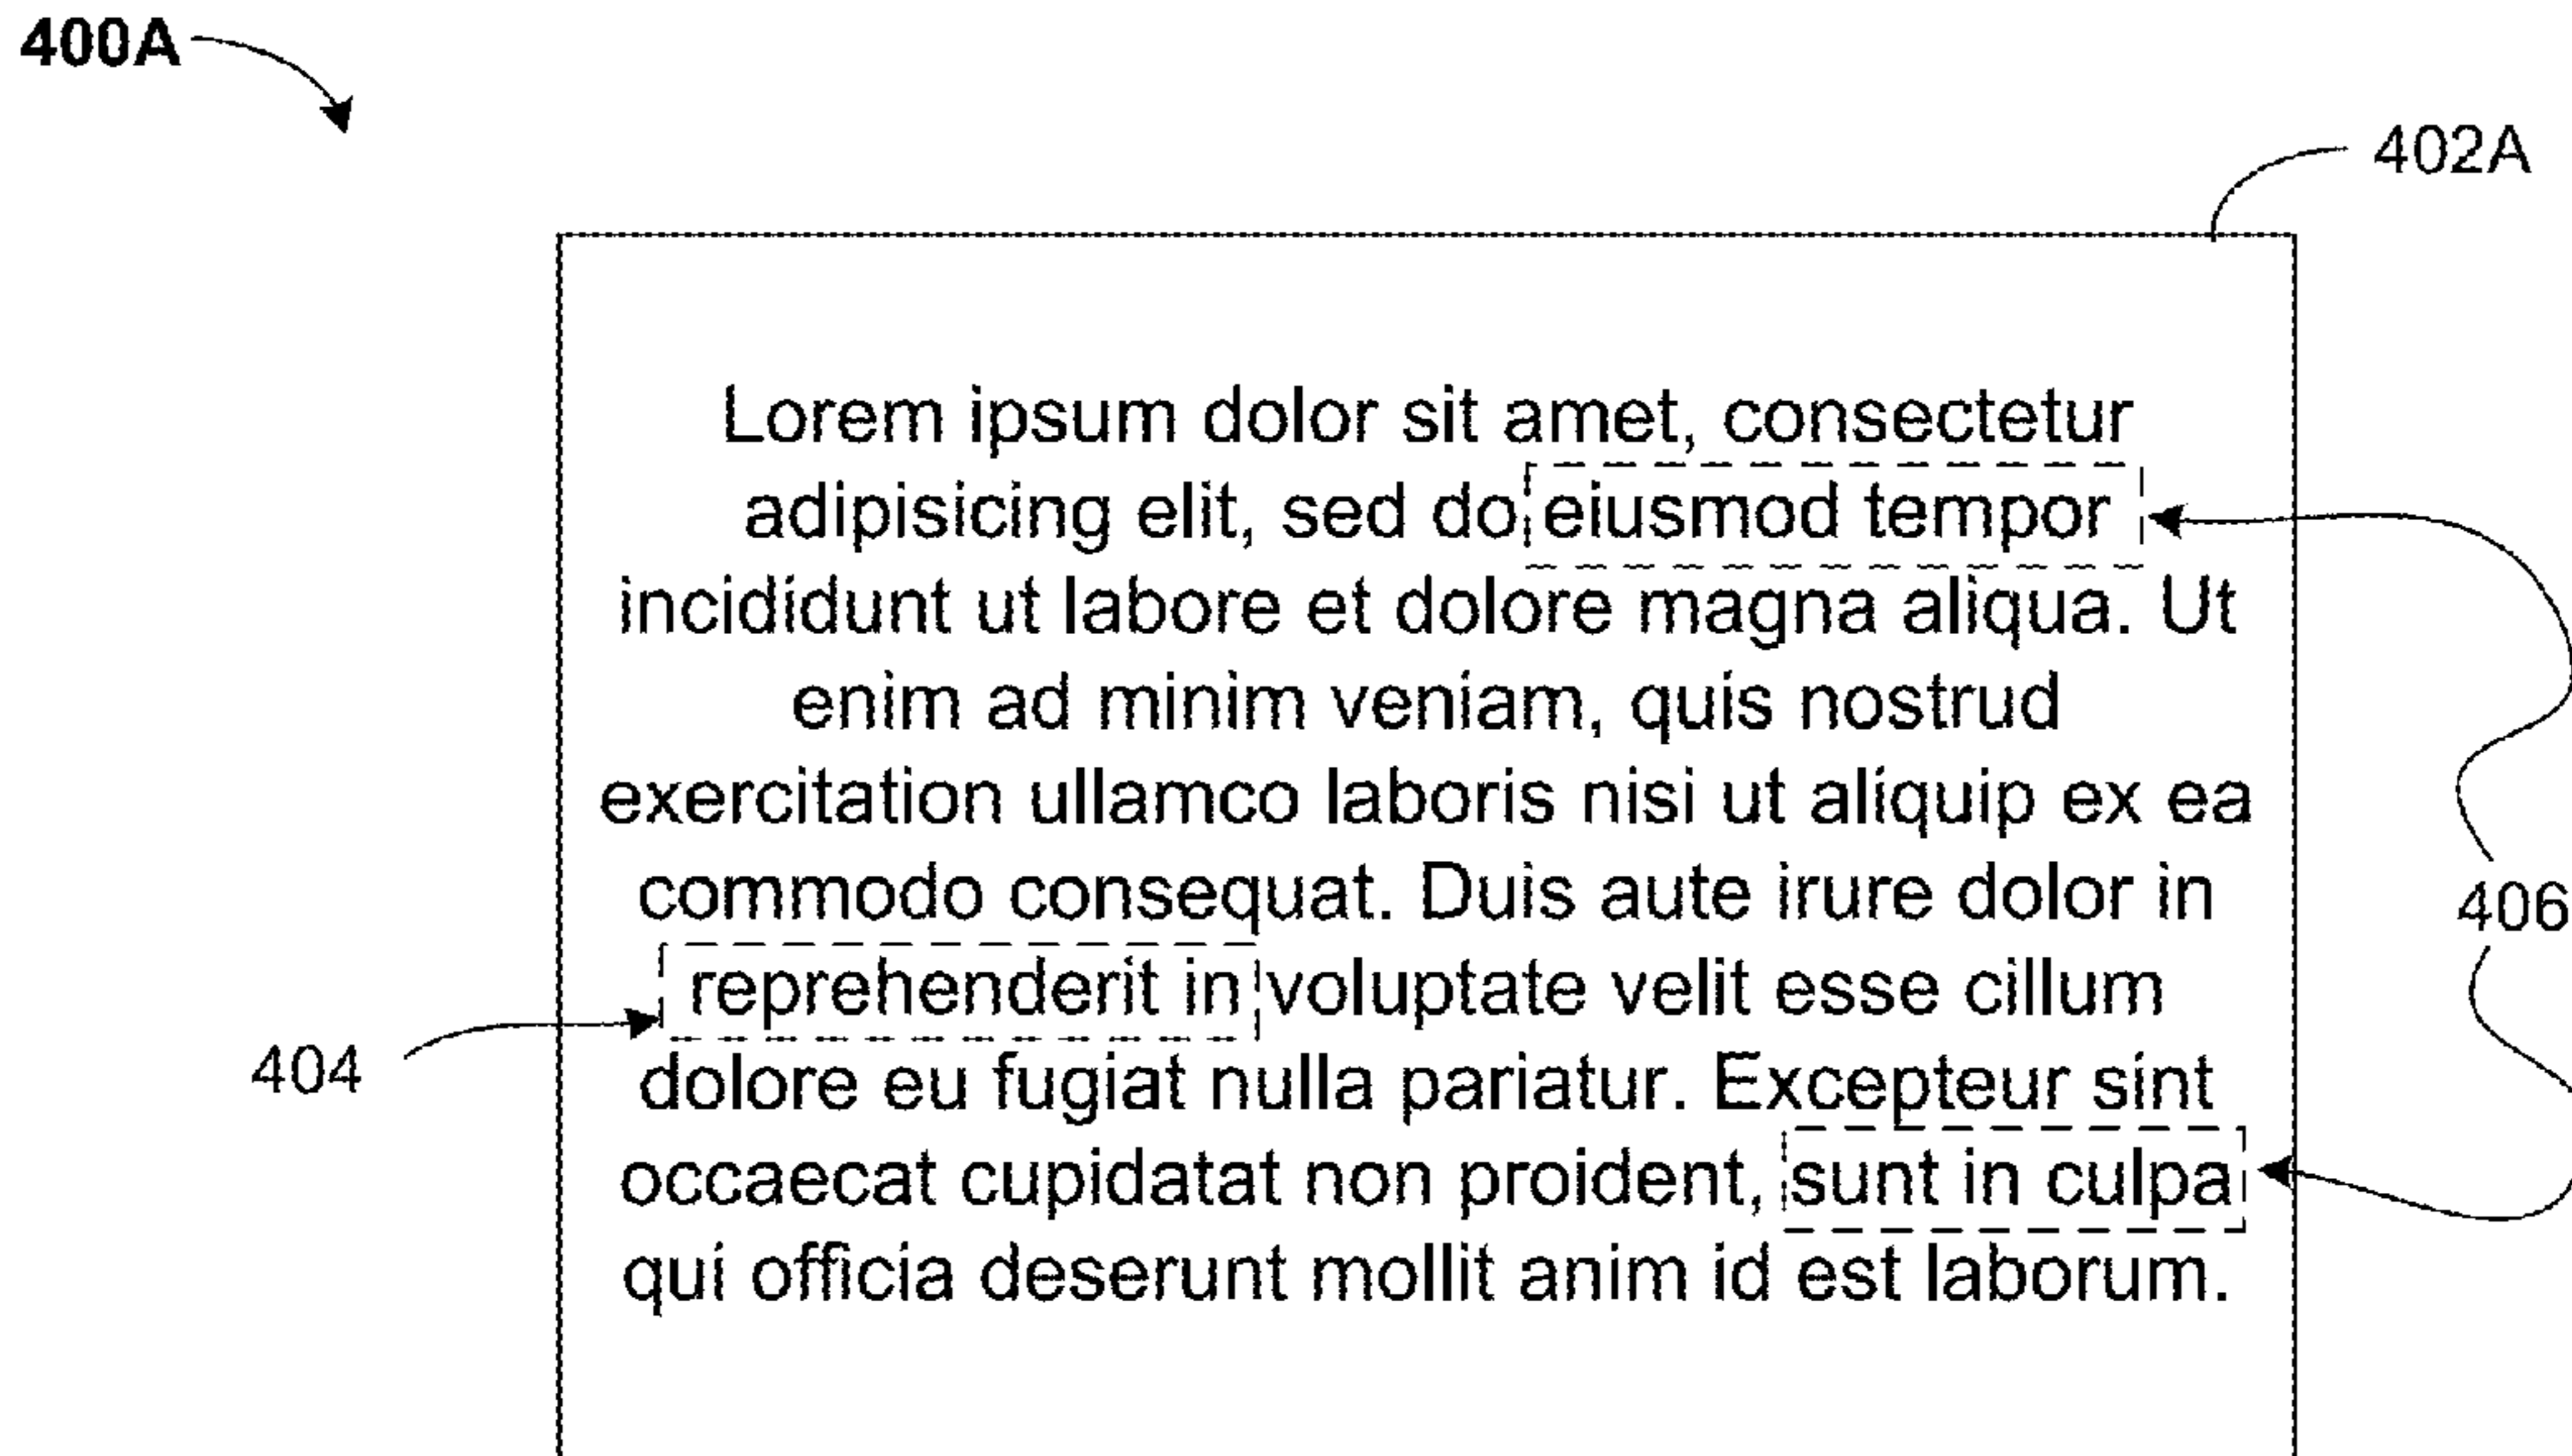 400A
402A
Lorem ipsum dolor sit amet, consectetur
adipisicing elit, sed do eiusmod tempor
incididunt ut labore et dolore magna aliqua. Ut
enim ad minim veniam, quis nostrud
exercitation ullamco laboris nisi ut aliquip ex ea
commodo consequat. Duis aute irure dolor in
406
reprehenderit in voluptate velit esse cillum
404
dolore eu fugiat nulla pariatur. Excepteur sint
occaecat cupidatat non proident, sunt in culpa
qui officia deserunt mollit anim id est laborum.